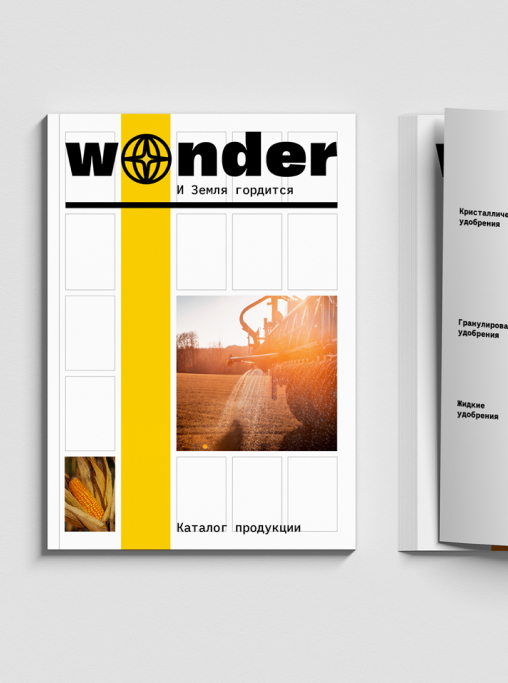 wonder
И Земля гордится
Каталог продукции
удобрения
удобрения
Жидкие
удобрения